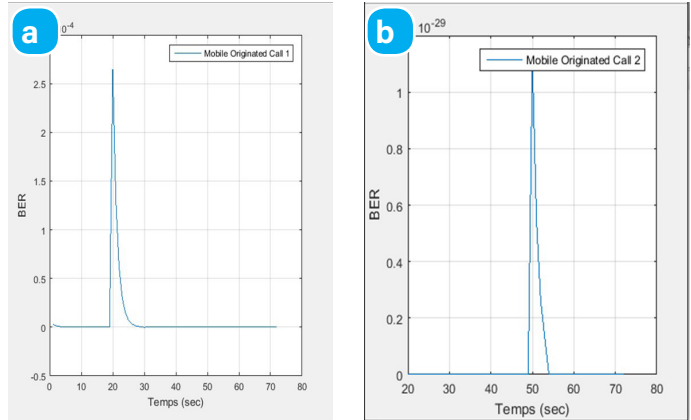 a
0-4
Mobile Originated Call 1
2.5
2
1.5
1
0.5
0
-0.5
BER
0 10 20 30 40 50 60 70 80
Temps (sec)
b
10-29
Mobile Originated Call 2
1
0.8
0.6
0.4
0.2
0
BER
20 30 40 50 60 70 80
Temps (sec)